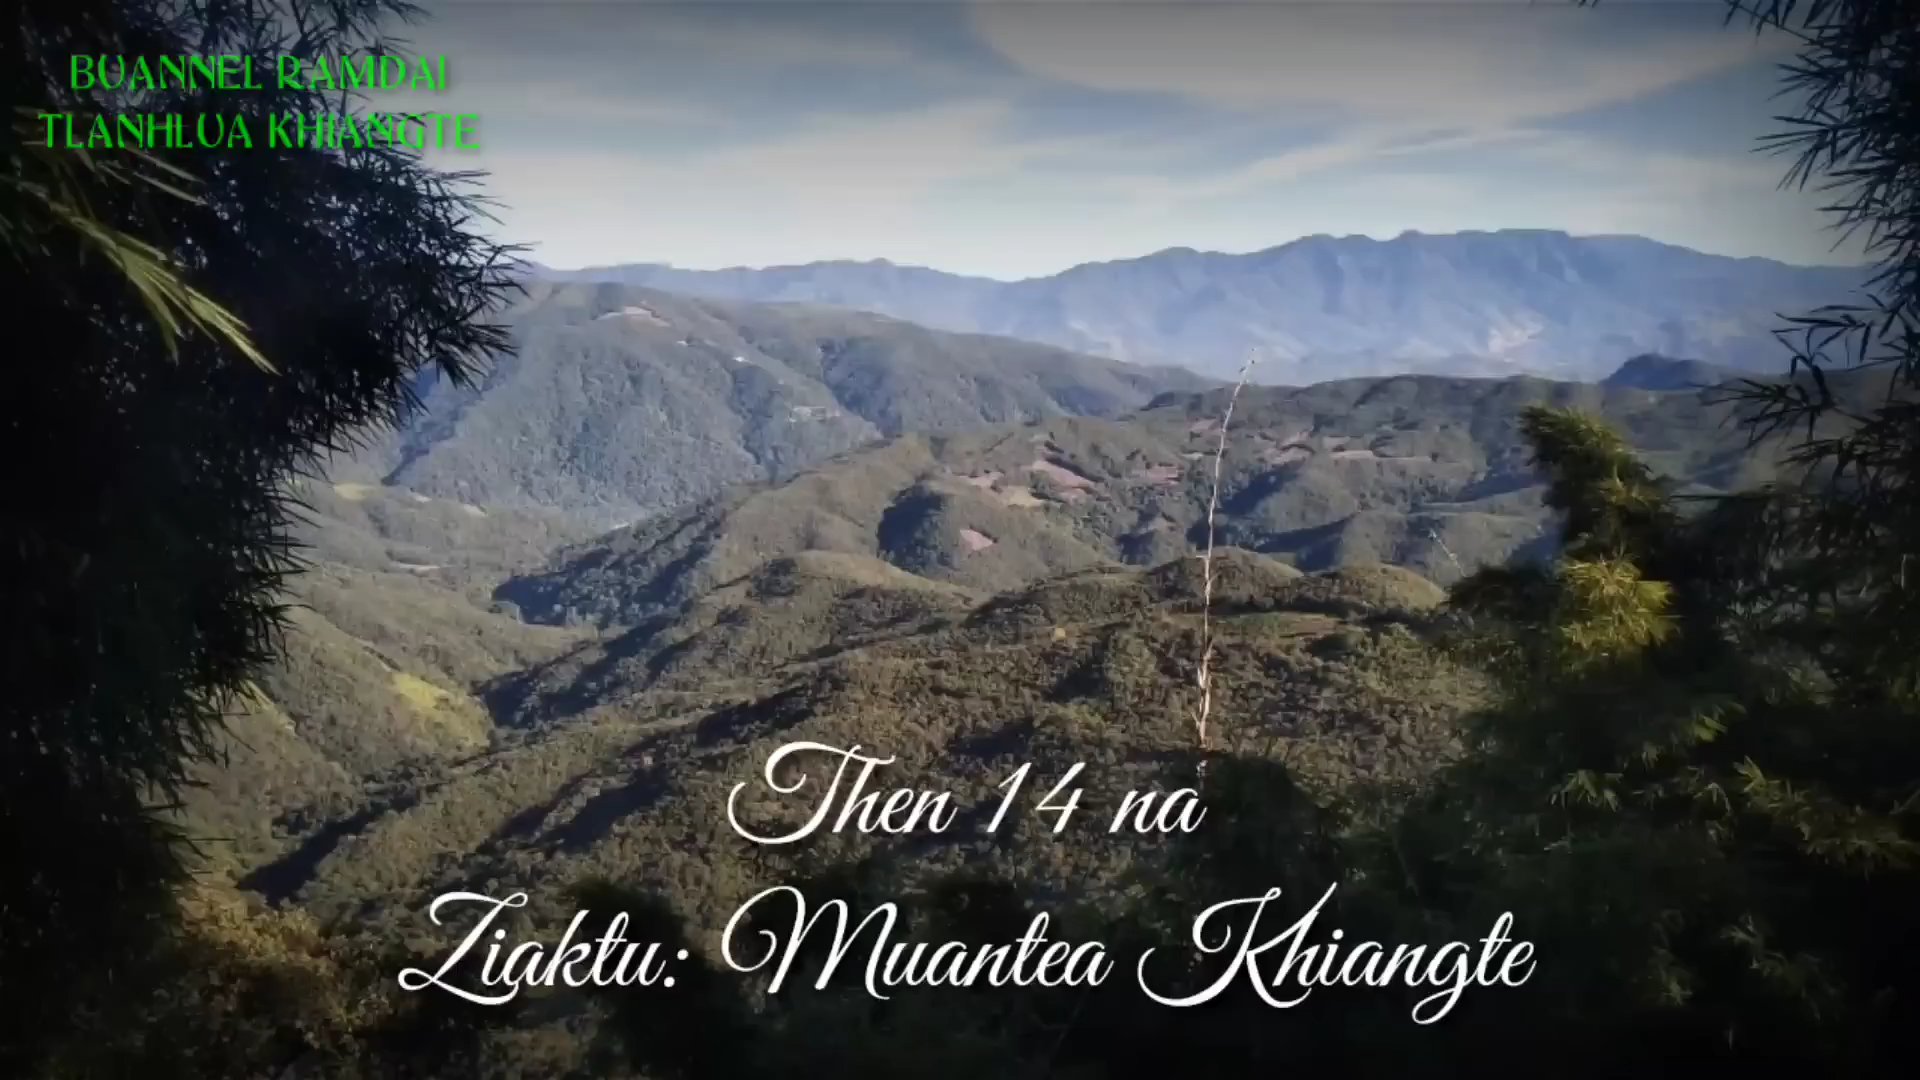 BUANNEL RAMDAI
TLANHLUA KHIANGTE
Then 14 na
Ziaktu: Muantea Khiangte